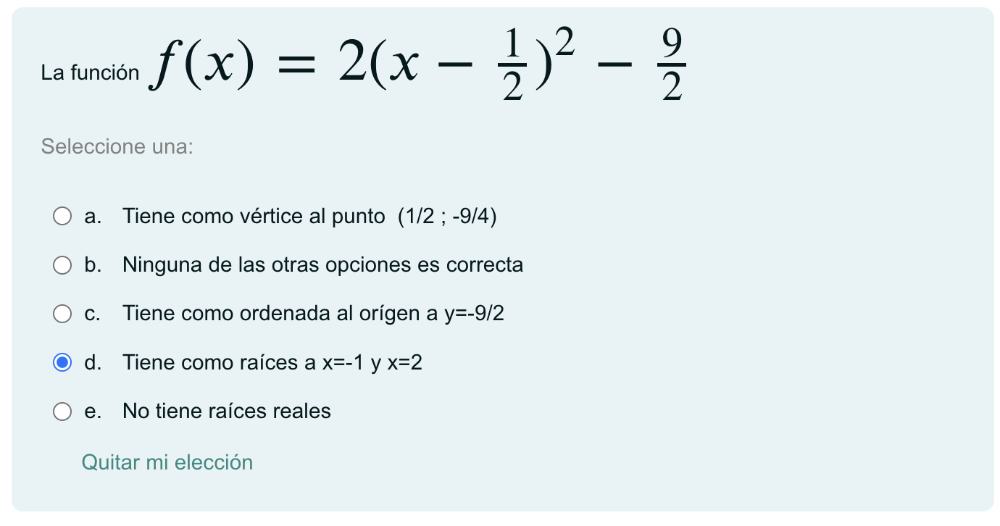 La función f(x) = 2(x − 1/2)² − 9/2
Seleccione una:
a. Tiene como vértice al punto (1/2 ; -9/4)
b. Ninguna de las otras opciones es correcta
c. Tiene como ordenada al orígen a y=-9/2
d. Tiene como raíces a x=-1 y x=2
e. No tiene raíces reales
Quitar mi elección